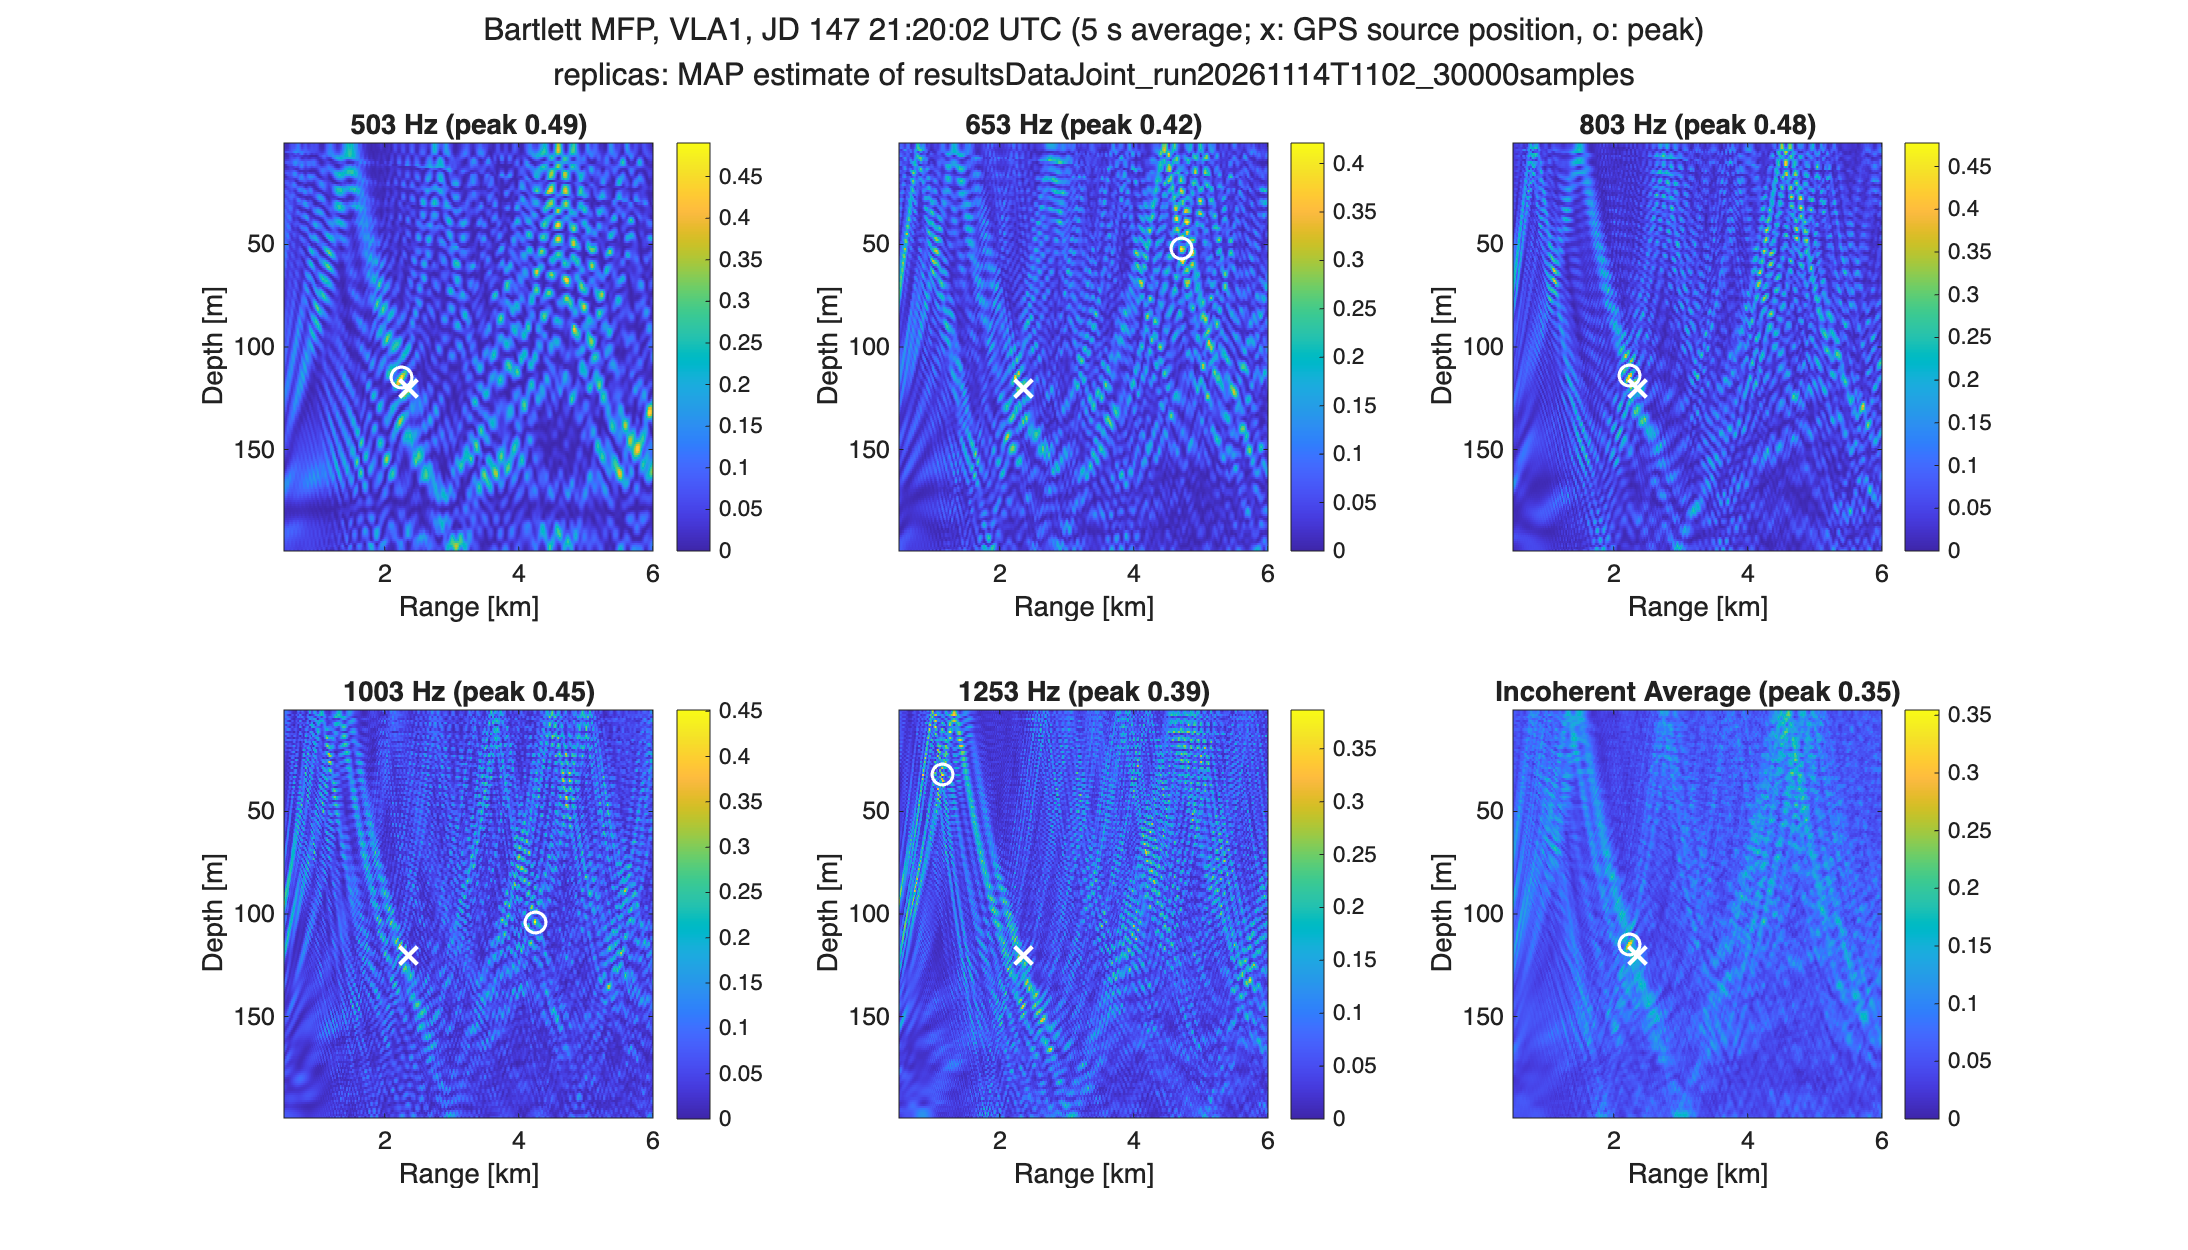 Bartlett MFP, VLA1, JD 147 21:20:02 UTC (5 s average; x: GPS source position, o: peak)
replicas: MAP estimate of resultsDataJoint_run20261114T1102_30000samples
503 Hz (peak 0.49)
50
100
150
Depth [m]
2 4 6
Range [km]
0.45
0.4
0.35
0.3
0.25
0.2
0.15
0.1
0.05
0
653 Hz (peak 0.42)
50
100
150
Depth [m]
2 4 6
Range [km]
0.4
0.35
0.3
0.25
0.2
0.15
0.1
0.05
0
803 Hz (peak 0.48)
50
100
150
Depth [m]
2 4 6
Range [km]
0.45
0.4
0.35
0.3
0.25
0.2
0.15
0.1
0.05
0
1003 Hz (peak 0.45)
50
100
150
Depth [m]
2 4 6
Range [km]
0.45
0.4
0.35
0.3
0.25
0.2
0.15
0.1
0.05
0
1253 Hz (peak 0.39)
50
100
150
Depth [m]
2 4 6
Range [km]
0.35
0.3
0.25
0.2
0.15
0.1
0.05
0
Incoherent Average (peak 0.35)
50
100
150
Depth [m]
2 4 6
Range [km]
0.35
0.3
0.25
0.2
0.15
0.1
0.05
0